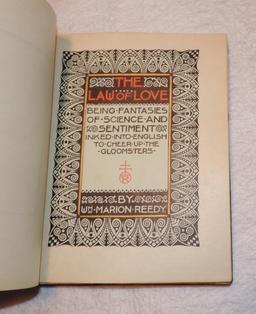 THE
LAW OF LOVE
BEING FANTASIES
OF SCIENCE AND
SENTIMENT
INKED INTO ENGLISH
TO CHEER UP THE
GLOOMSTERS
BY
WM MARION REEDY